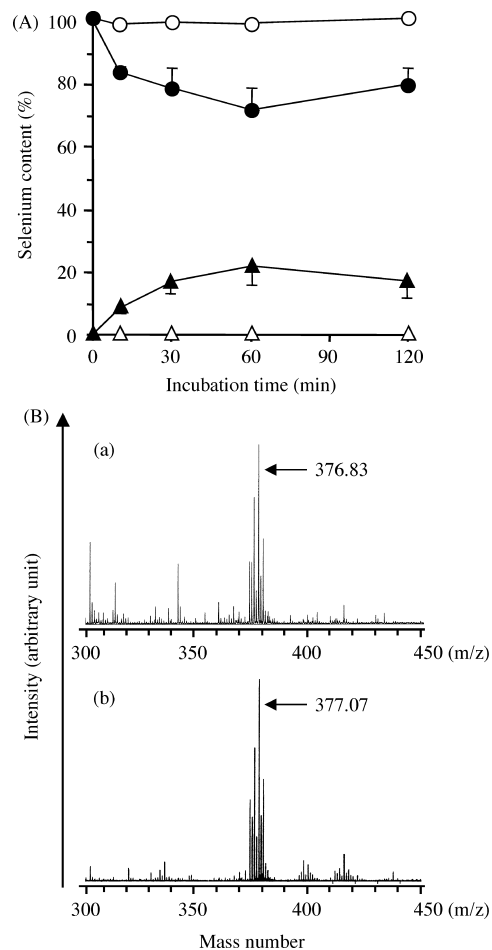 (A)
100
80
60
40
20
0
Selenium content (%)
0 30 60 90 120
Incubation time (min)
(B)
(a)
376.83
300 350 400 450 (m/z)
(b)
377.07
300 350 400 450 (m/z)
Intensity (arbitrary unit)
Mass number